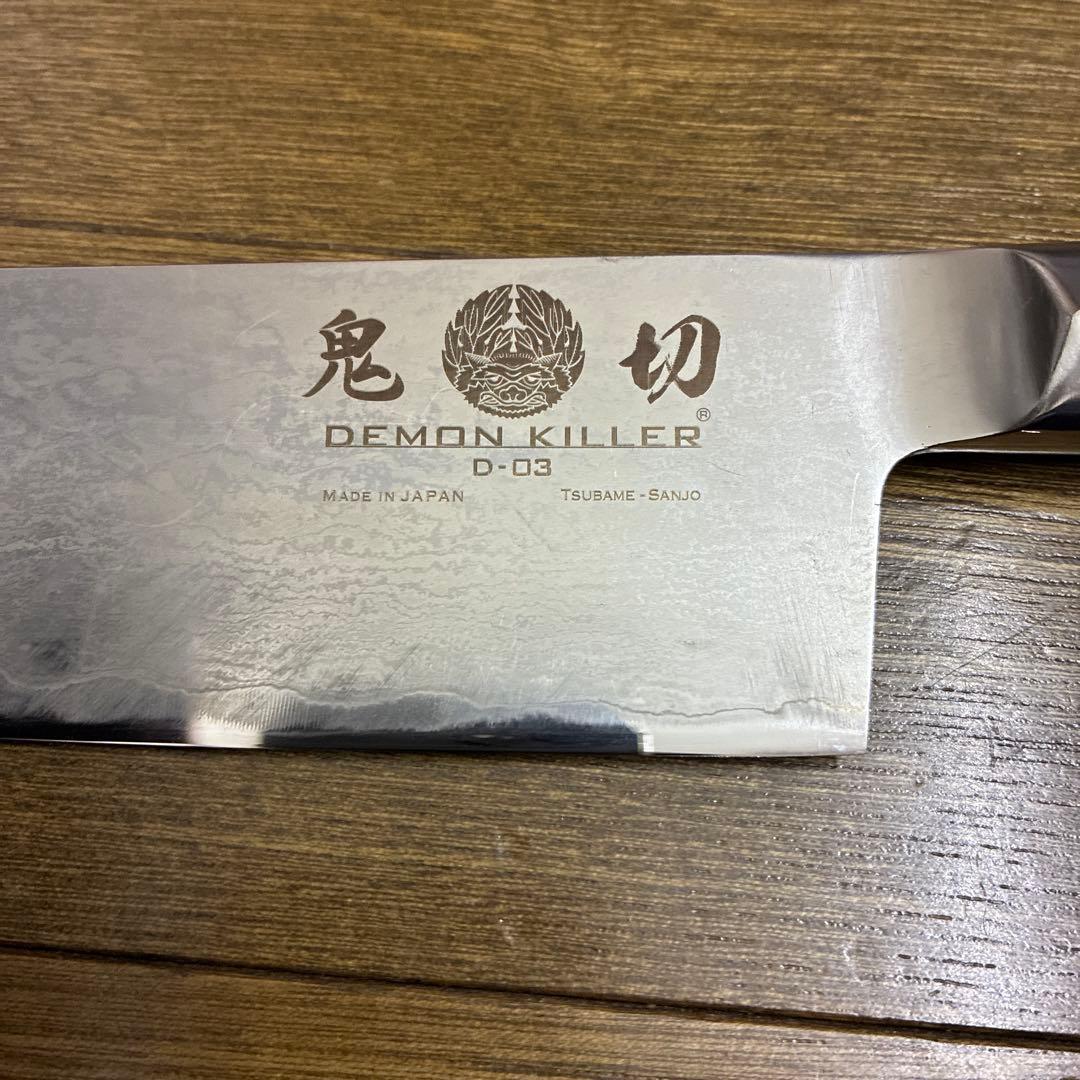 鬼 切
DEMON KILLER®
D-03
MADE IN JAPAN TSUBAME-SANJO